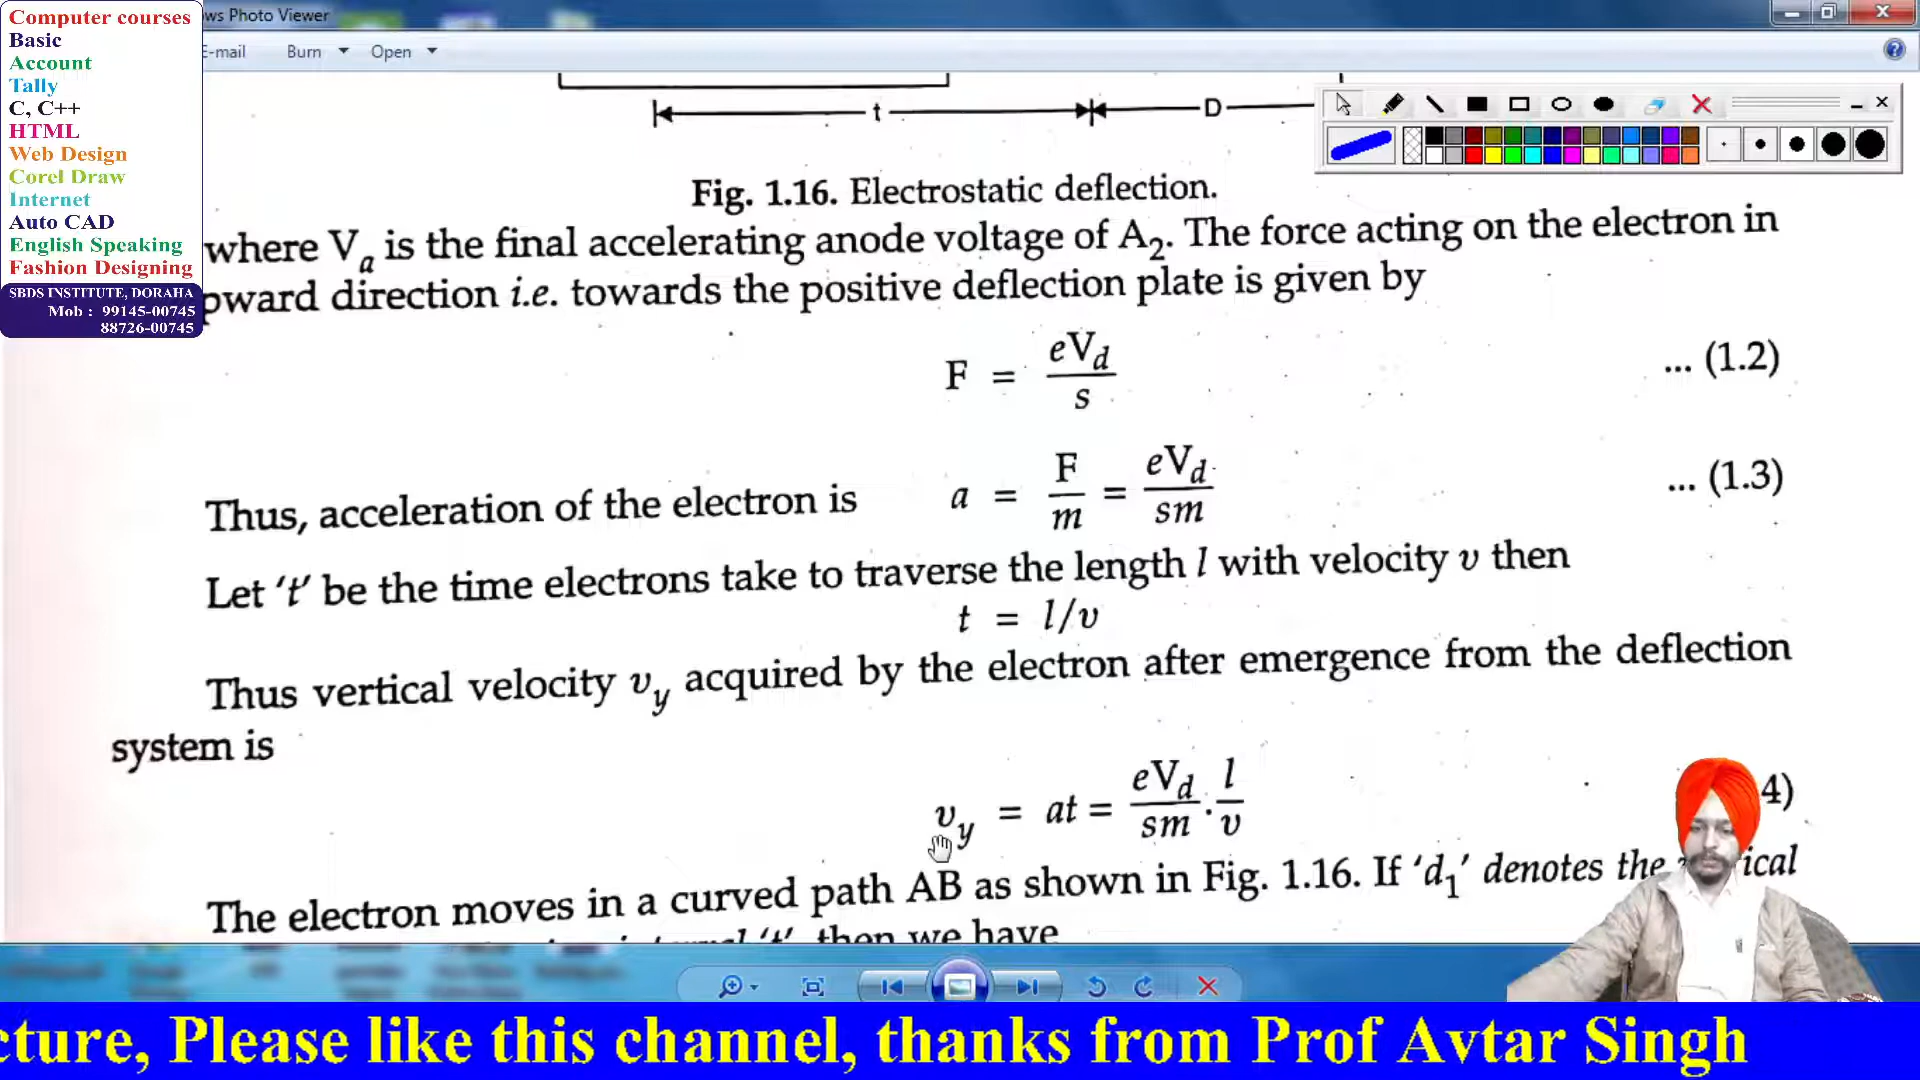 Computer courses
Basic
Account
Tally
C, C++
HTML
Web Design
Corel Draw
Internet
Auto CAD
English Speaking
Fashion Designing
SBDS INSTITUTE, DORAHA
Mob : 99145-00745
88726-00745
ws Photo Viewer
E-mail Burn Open
t D
Fig. 1.16. Electrostatic deflection.
where Vₐ is the final accelerating anode voltage of A₂. The force acting on the electron in
pward direction i.e. towards the positive deflection plate is given by
F = eV_d / s ... (1.2)
Thus, acceleration of the electron is a = F/m = eV_d / sm ... (1.3)
Let 't' be the time electrons take to traverse the length l with velocity v then
t = l/v
Thus vertical velocity v_y acquired by the electron after emergence from the deflection
system is
v_y = at = eV_d / sm · l / v 4)
The electron moves in a curved path AB as shown in Fig. 1.16. If 'd₁' denotes the ical
't', then we have
cture, Please like this channel, thanks from Prof Avtar Singh